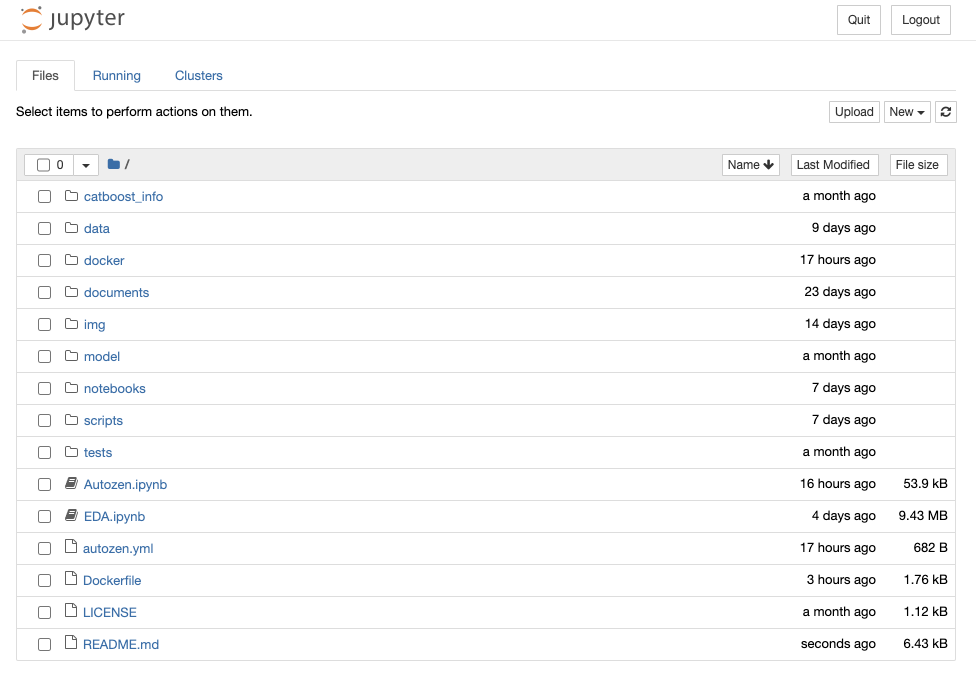 jupyter Quit Logout
Files Running Clusters
Select items to perform actions on them. Upload New
0 / Name Last Modified File size
catboost_info a month ago
data 9 days ago
docker 17 hours ago
documents 23 days ago
img 14 days ago
model a month ago
notebooks 7 days ago
scripts 7 days ago
tests a month ago
Autozen.ipynb 16 hours ago 53.9 kB
EDA.ipynb 4 days ago 9.43 MB
autozen.yml 17 hours ago 682 B
Dockerfile 3 hours ago 1.76 kB
LICENSE a month ago 1.12 kB
README.md seconds ago 6.43 kB